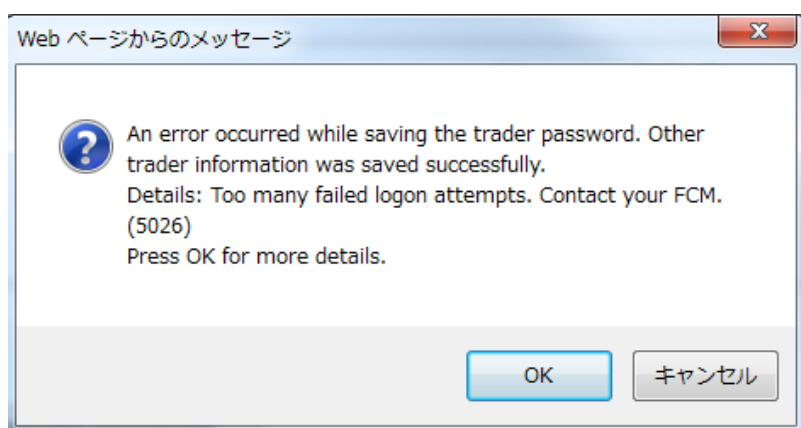 Web ページからのメッセージ
An error occurred while saving the trader password. Other
trader information was saved successfully.
Details: Too many failed logon attempts. Contact your FCM.
(5026)
Press OK for more details.
OK
キャンセル